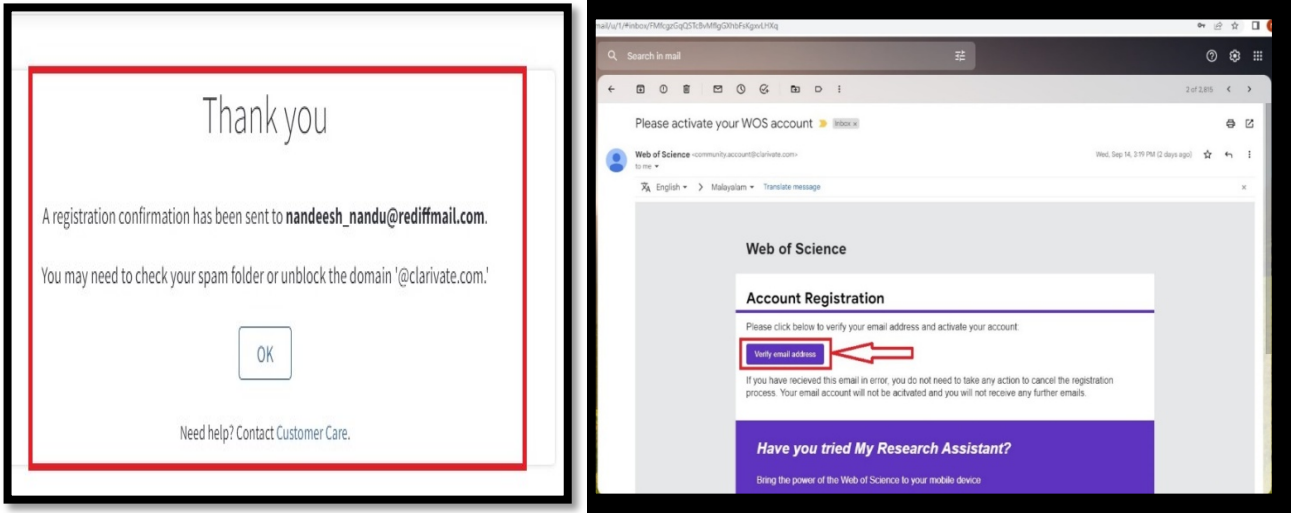 Thank you
A registration confirmation has been sent to nandeesh_nandu@rediffmail.com.
You may need to check your spam folder or unblock the domain '@clarivate.com.'
OK
Need help? Contact Customer Care.
Search in mail
2 of 2,815
Please activate your WOS account
Inbox x
Web of Science <community.account@clarivate.com>
Wed, Sep 14, 3:19 PM (2 days ago)
to me
English
Malayalam
Translate message
Web of Science
Account Registration
Please click below to verify your email address and activate your account:
Verify email address
If you have recieved this email in error, you do not need to take any action to cancel the registration
process. Your email account will not be acitvated and you will not receive any further emails.
Have you tried My Research Assistant?
Bring the power of the Web of Science to your mobile device